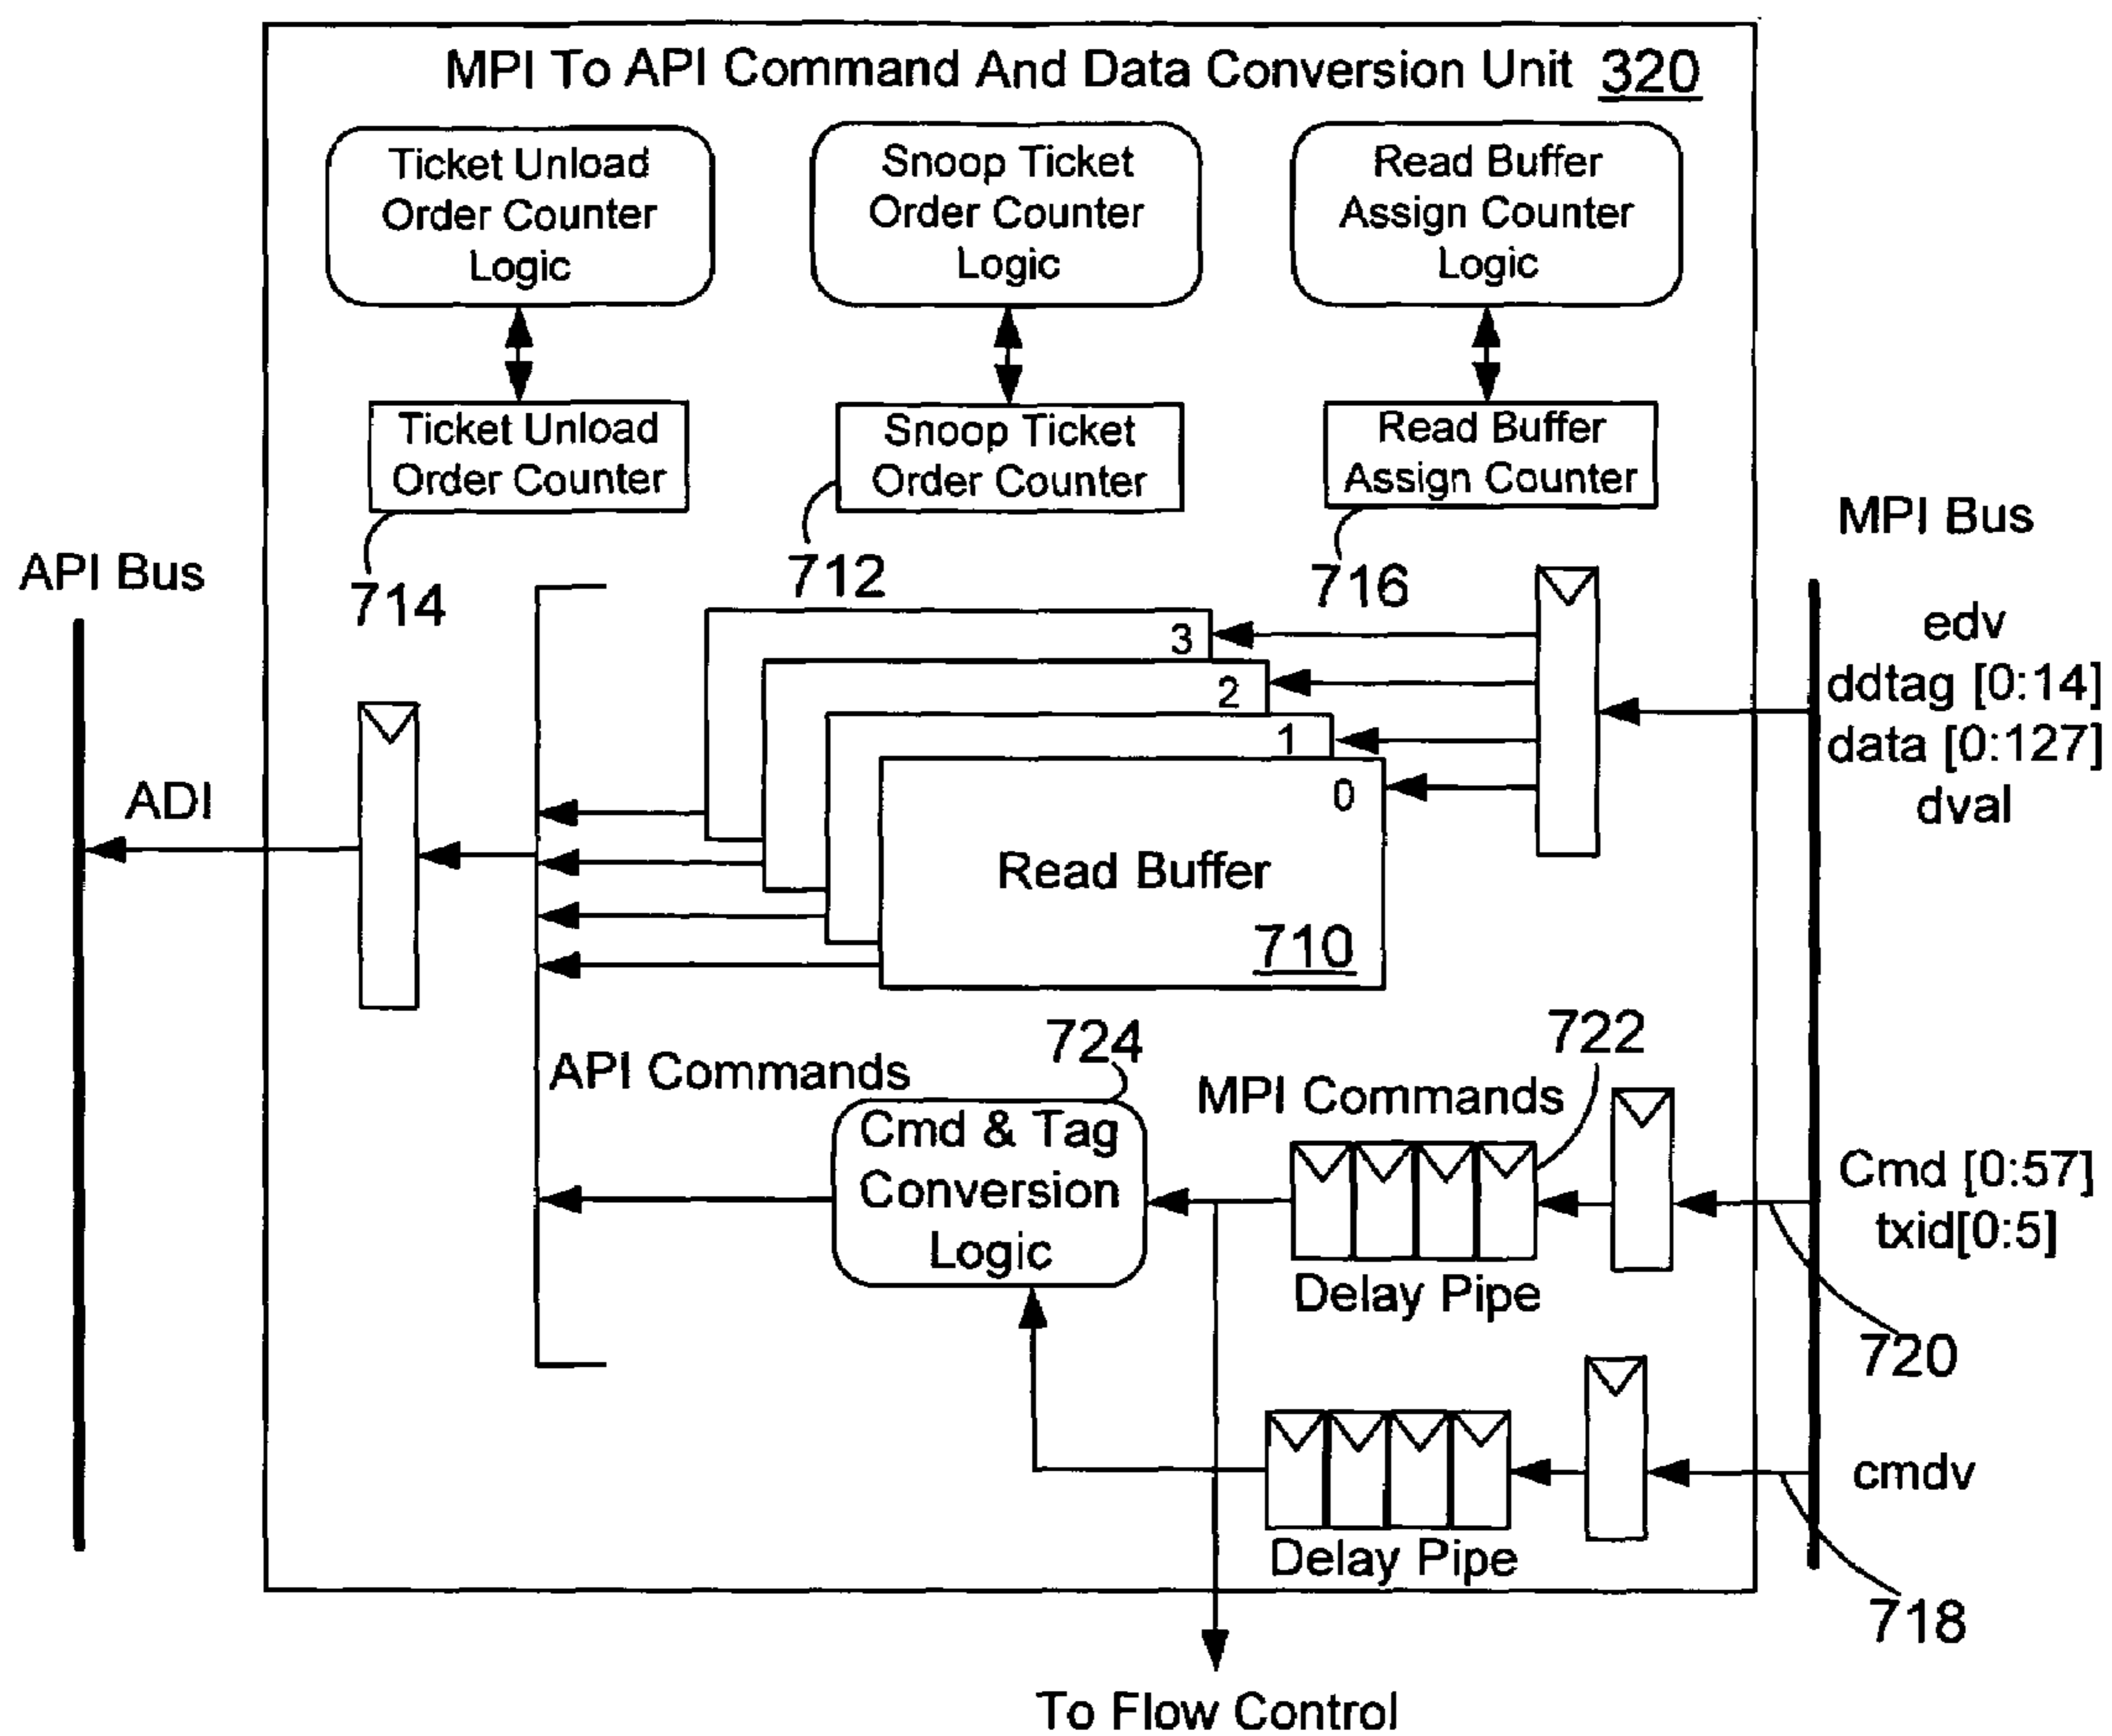 MPI To API Command And Data Conversion Unit 320
Ticket Unload
Order Counter
Logic
Snoop Ticket
Order Counter
Logic
Read Buffer
Assign Counter
Logic
Ticket Unload
Order Counter
Snoop Ticket
Order Counter
Read Buffer
Assign Counter
714
712
716
API Bus
MPI Bus
edv
ddtag [0:14]
data [0:127]
dval
ADI
3
2
1
0
Read Buffer
710
API Commands
724
Cmd & Tag
Conversion
Logic
MPI Commands
722
Delay Pipe
Cmd [0:57]
txid[0:5]
720
Delay Pipe
cmdv
718
To Flow Control